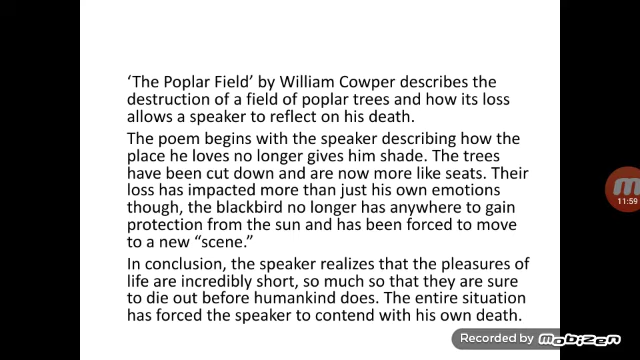 ‘The Poplar Field’ by William Cowper describes the
destruction of a field of poplar trees and how its loss
allows a speaker to reflect on his death.
The poem begins with the speaker describing how the
place he loves no longer gives him shade. The trees
have been cut down and are now more like seats. Their
loss has impacted more than just his own emotions
though, the blackbird no longer has anywhere to gain
protection from the sun and has been forced to move
to a new “scene.”
In conclusion, the speaker realizes that the pleasures of
life are incredibly short, so much so that they are sure
to die out before humankind does. The entire situation
has forced the speaker to contend with his own death.
M
11:59
Recorded by mobizen